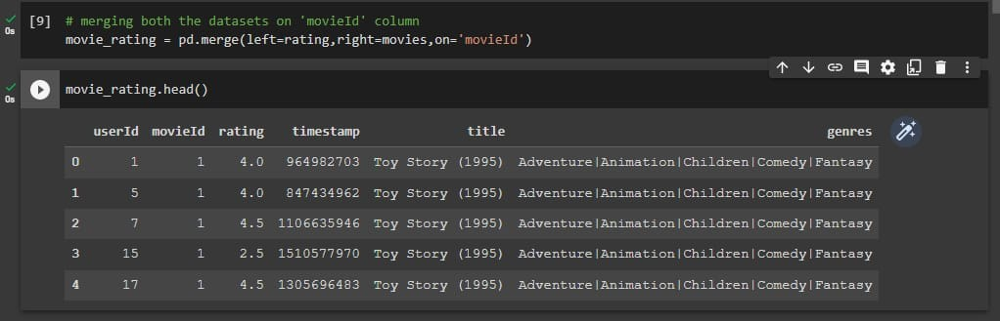 [9] # merging both the datasets on 'movieId' column
0s movie_rating = pd.merge(left=rating,right=movies,on='movieId')
movie_rating.head()
0s
userId movieId rating timestamp title genres
0 1 1 4.0 964982703 Toy Story (1995) Adventure|Animation|Children|Comedy|Fantasy
1 5 1 4.0 847434962 Toy Story (1995) Adventure|Animation|Children|Comedy|Fantasy
2 7 1 4.5 1106635946 Toy Story (1995) Adventure|Animation|Children|Comedy|Fantasy
3 15 1 2.5 1510577970 Toy Story (1995) Adventure|Animation|Children|Comedy|Fantasy
4 17 1 4.5 1305696483 Toy Story (1995) Adventure|Animation|Children|Comedy|Fantasy